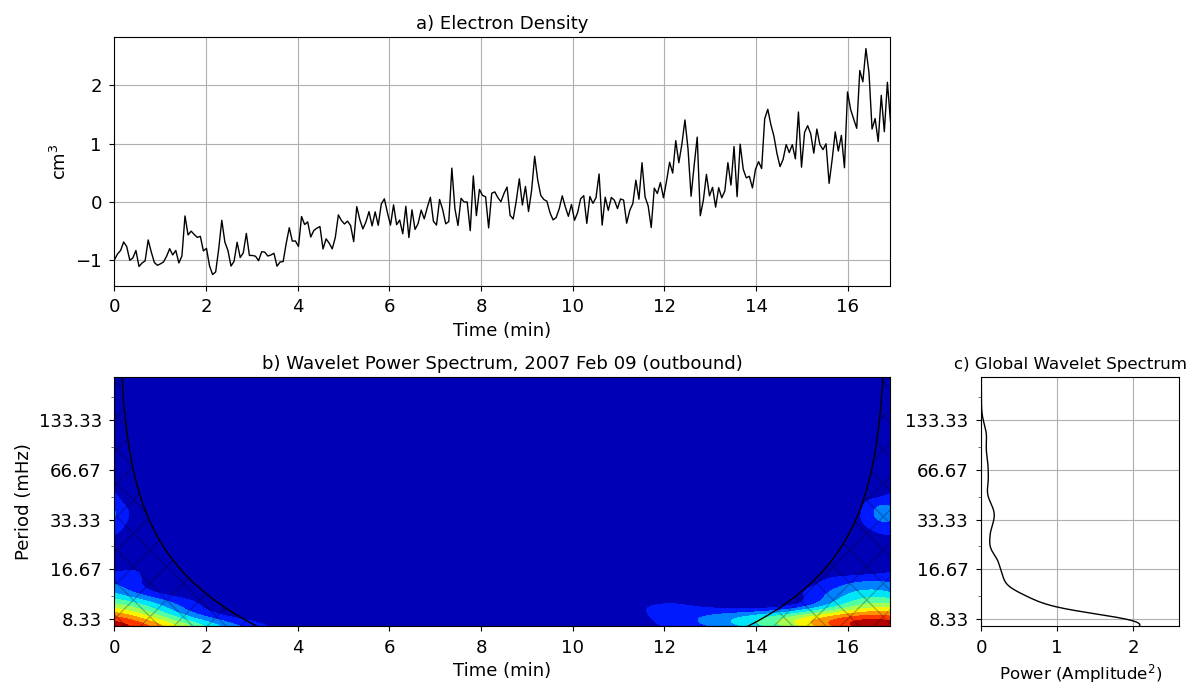 a) Electron Density
cm³
2
1
0
−1
0 2 4 6 8 10 12 14 16
Time (min)
b) Wavelet Power Spectrum, 2007 Feb 09 (outbound)
c) Global Wavelet Spectrum
Period (mHz)
133.33
66.67
33.33
16.67
8.33
133.33
66.67
33.33
16.67
8.33
0 2 4 6 8 10 12 14 16
Time (min)
0 1 2
Power (Amplitude²)